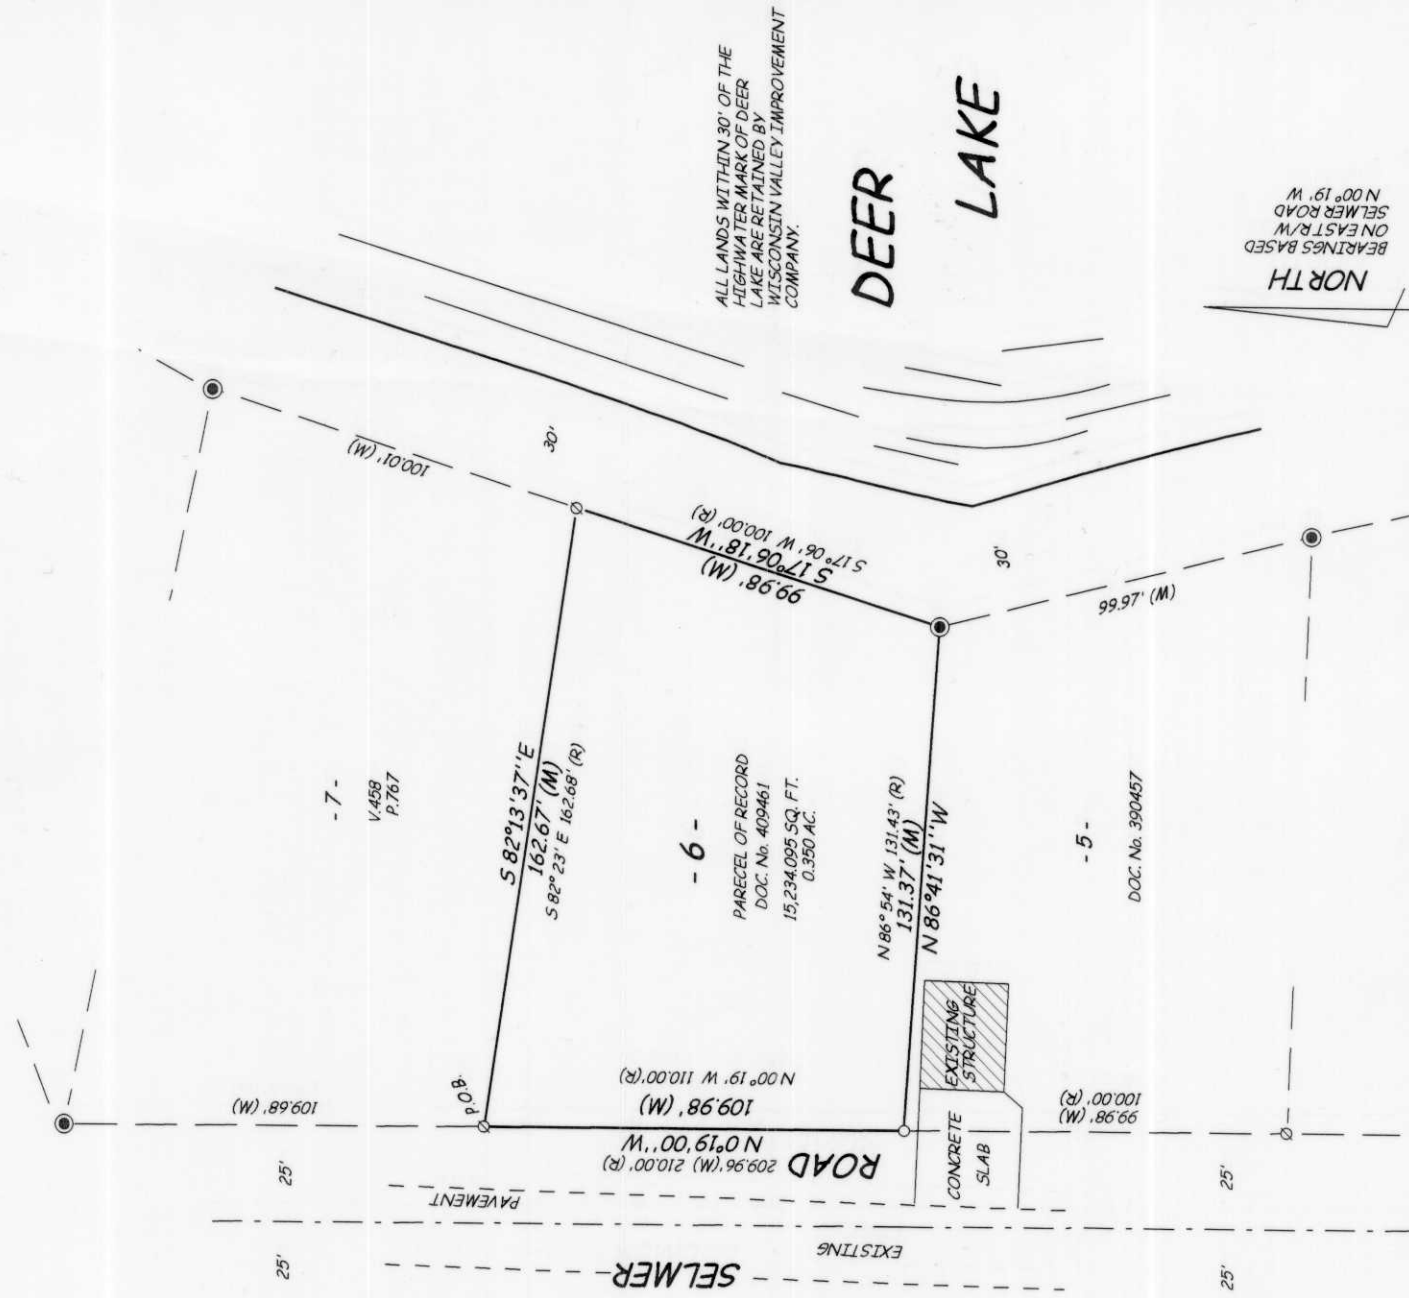 ALL LANDS WITHIN 30' OF THE
HIGHWATER MARK OF DEER
LAKE ARE RETAINED BY
WISCONSIN VALLEY IMPROVEMENT
COMPANY.
DEER
LAKE
NORTH
BEARINGS BASED
ON EAST R/W
SELMER ROAD
N 00° 19' W
100.01' (M)
30'
S 17°06'18''W
99.98' (M)
S 17° 06' W 100.00' (R)
30'
99.97' (M)
- 7 -
V.458
P.767
S 82°13'37''E
162.67' (M)
S 82° 23' E 162.68' (R)
- 6 -
PARECEL OF RECORD
DOC. No. 409461
15,234.095 SQ. FT.
0.350 AC.
N 86° 54' W 131.43' (R)
131.37' (M)
N 86°41'31''W
- 5 -
DOC. No. 390457
P.O.B.
109.68' (M)
N 00° 19' W 110.00'(R)
109.98' (M)
N 0°19'00''W
209.96'(M) 210.00' (R)
EXISTING
STRUCTURE
CONCRETE
SLAB
99.98' (M)
100.00' (R)
25'
25'
25'
25'
PAVEMENT
EXISTING
SELMER
ROAD